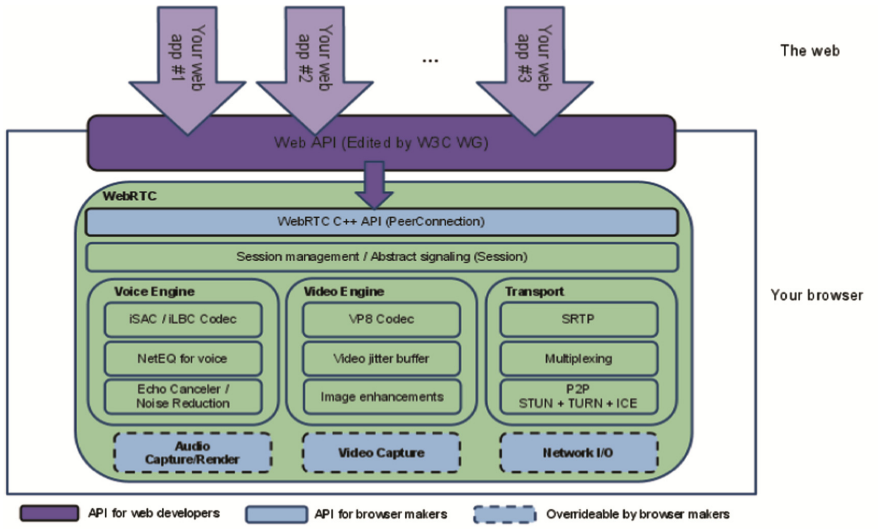 Your web
app #1
Your web
app #2
...
Your web
app #3
The web
Web API (Edited by W3C WG)
WebRTC
WebRTC C++ API (PeerConnection)
Session management / Abstract signaling (Session)
Your browser
Voice Engine
iSAC / iLBC Codec
NetEQ for voice
Echo Canceler /
Noise Reduction
Video Engine
VP8 Codec
Video jitter buffer
Image enhancements
Transport
SRTP
Multiplexing
P2P
STUN + TURN + ICE
Audio
Capture/Render
Video Capture
Network I/O
API for web developers
API for browser makers
Overrideable by browser makers